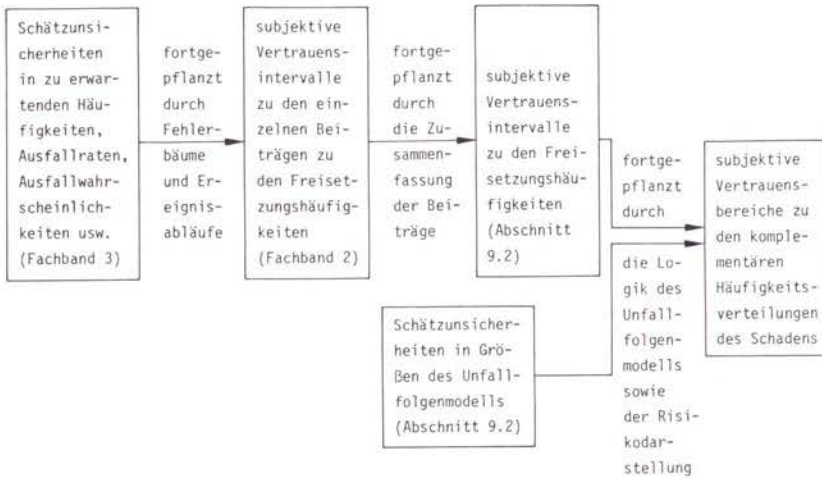 Schätzunsi-
cherheiten
in zu erwar-
tenden Häu-
figkeiten,
Ausfallraten,
Ausfallwahr-
scheinlich-
keiten usw.
(Fachband 3)
fortge-
pflanzt
durch
Fehler-
bäume
und Er-
eignis-
abläufe
subjektive
Vertrauens-
intervalle
zu den ein-
zelnen Bei-
trägen zu
den Freiset-
zungshäufig-
keiten
(Fachband 2)
fortge-
pflanzt
durch
die Zu-
sammen-
fassung
der Bei-
träge
subjektive
Vertrauens-
intervalle
zu den Frei-
setzungshäu-
figkeiten
(Abschnitt
9.2)
Schätzunsicher-
heiten in Grö-
ßen des Unfall-
folgenmodells
(Abschnitt 9.2)
fortge-
pflanzt
durch
die Lo-
gik des
Unfall-
folgen-
modells
sowie
der Risi-
kodar-
stellung
subjektive
Vertrauens-
bereiche zu
den komple-
mentären
Häufigkeits-
verteilungen
des Schadens